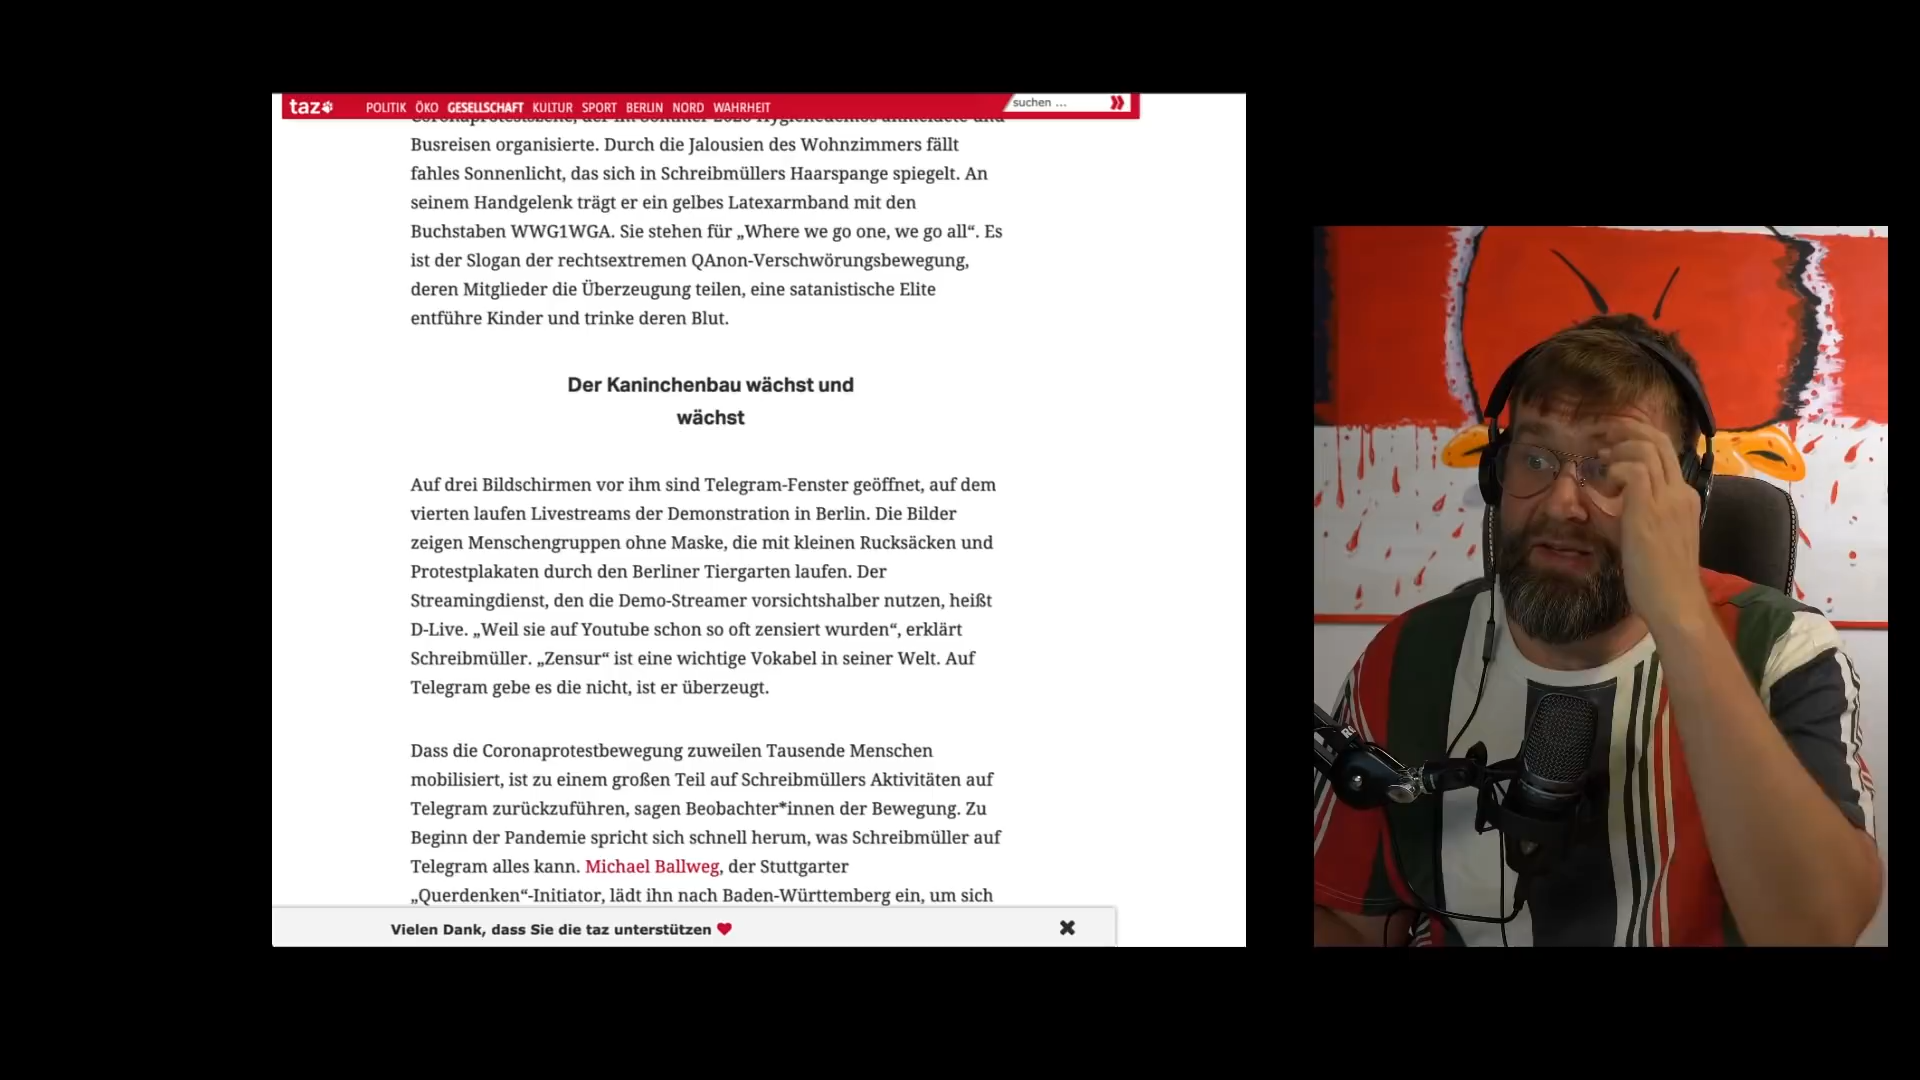 taz
POLITIK ÖKO GESELLSCHAFT KULTUR SPORT BERLIN NORD WAHRHEIT
suchen ...
Coronaprotestszene, der im Sommer 2020 Hygienedemos anmeldete und
Busreisen organisierte. Durch die Jalousien des Wohnzimmers fällt
fahles Sonnenlicht, das sich in Schreibmüllers Haarspange spiegelt. An
seinem Handgelenk trägt er ein gelbes Latexarmband mit den
Buchstaben WWG1WGA. Sie stehen für „Where we go one, we go all“. Es
ist der Slogan der rechtsextremen QAnon-Verschwörungsbewegung,
deren Mitglieder die Überzeugung teilen, eine satanistische Elite
entführe Kinder und trinke deren Blut.
Der Kaninchenbau wächst und
wächst
Auf drei Bildschirmen vor ihm sind Telegram-Fenster geöffnet, auf dem
vierten laufen Livestreams der Demonstration in Berlin. Die Bilder
zeigen Menschengruppen ohne Maske, die mit kleinen Rucksäcken und
Protestplakaten durch den Berliner Tiergarten laufen. Der
Streamingdienst, den die Demo-Streamer vorsichtshalber nutzen, heißt
D-Live. „Weil sie auf Youtube schon so oft zensiert wurden“, erklärt
Schreibmüller. „Zensur“ ist eine wichtige Vokabel in seiner Welt. Auf
Telegram gebe es die nicht, ist er überzeugt.
Dass die Coronaprotestbewegung zuweilen Tausende Menschen
mobilisiert, ist zu einem großen Teil auf Schreibmüllers Aktivitäten auf
Telegram zurückzuführen, sagen Beobachter*innen der Bewegung. Zu
Beginn der Pandemie spricht sich schnell herum, was Schreibmüller auf
Telegram alles kann. Michael Ballweg, der Stuttgarter
„Querdenken“-Initiator, lädt ihn nach Baden-Württemberg ein, um sich
Vielen Dank, dass Sie die taz unterstützen